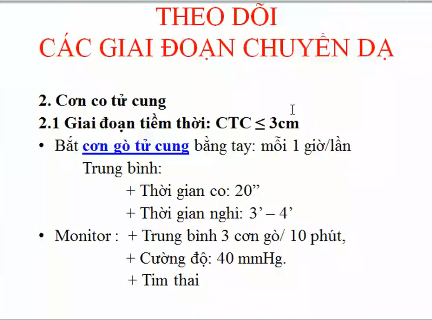 THEO DÕI
CÁC GIAI ĐOẠN CHUYỂN DẠ
2. Cơn co tử cung
2.1 Giai đoạn tiềm thời: CTC ≤ 3cm
• Bắt cơn gò tử cung bằng tay: mỗi 1 giờ/lần
Trung bình:
+ Thời gian co: 20”
+ Thời gian nghi: 3’ – 4’
• Monitor : + Trung bình 3 cơn gò/ 10 phút,
+ Cường độ: 40 mmHg.
+ Tim thai